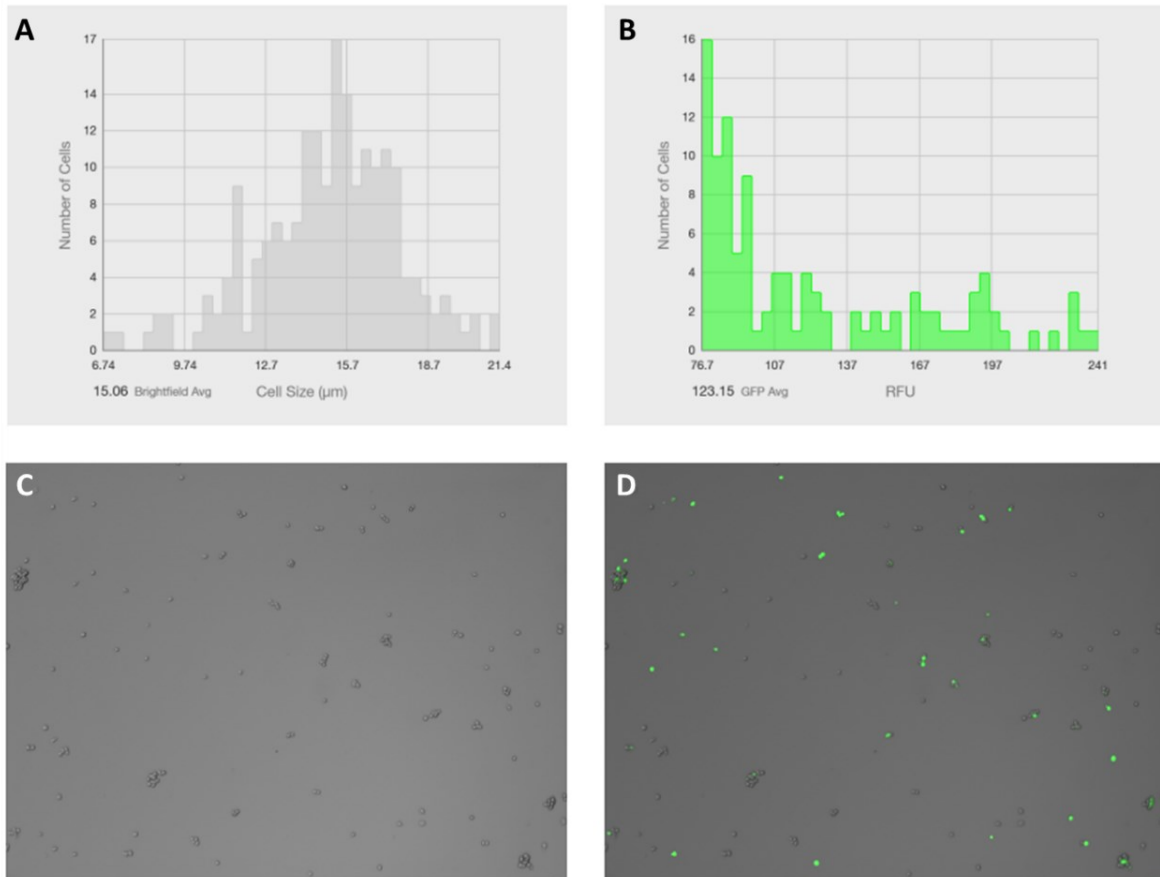 A
17
14
12
10
8
6
4
2
0
Number of Cells
6.74 9.74 12.7 15.7 18.7 21.4
15.06 Brightfield Avg Cell Size (µm)
B
16
14
12
10
8
6
4
2
0
Number of Cells
76.7 107 137 167 197 241
123.15 GFP Avg RFU
C
D